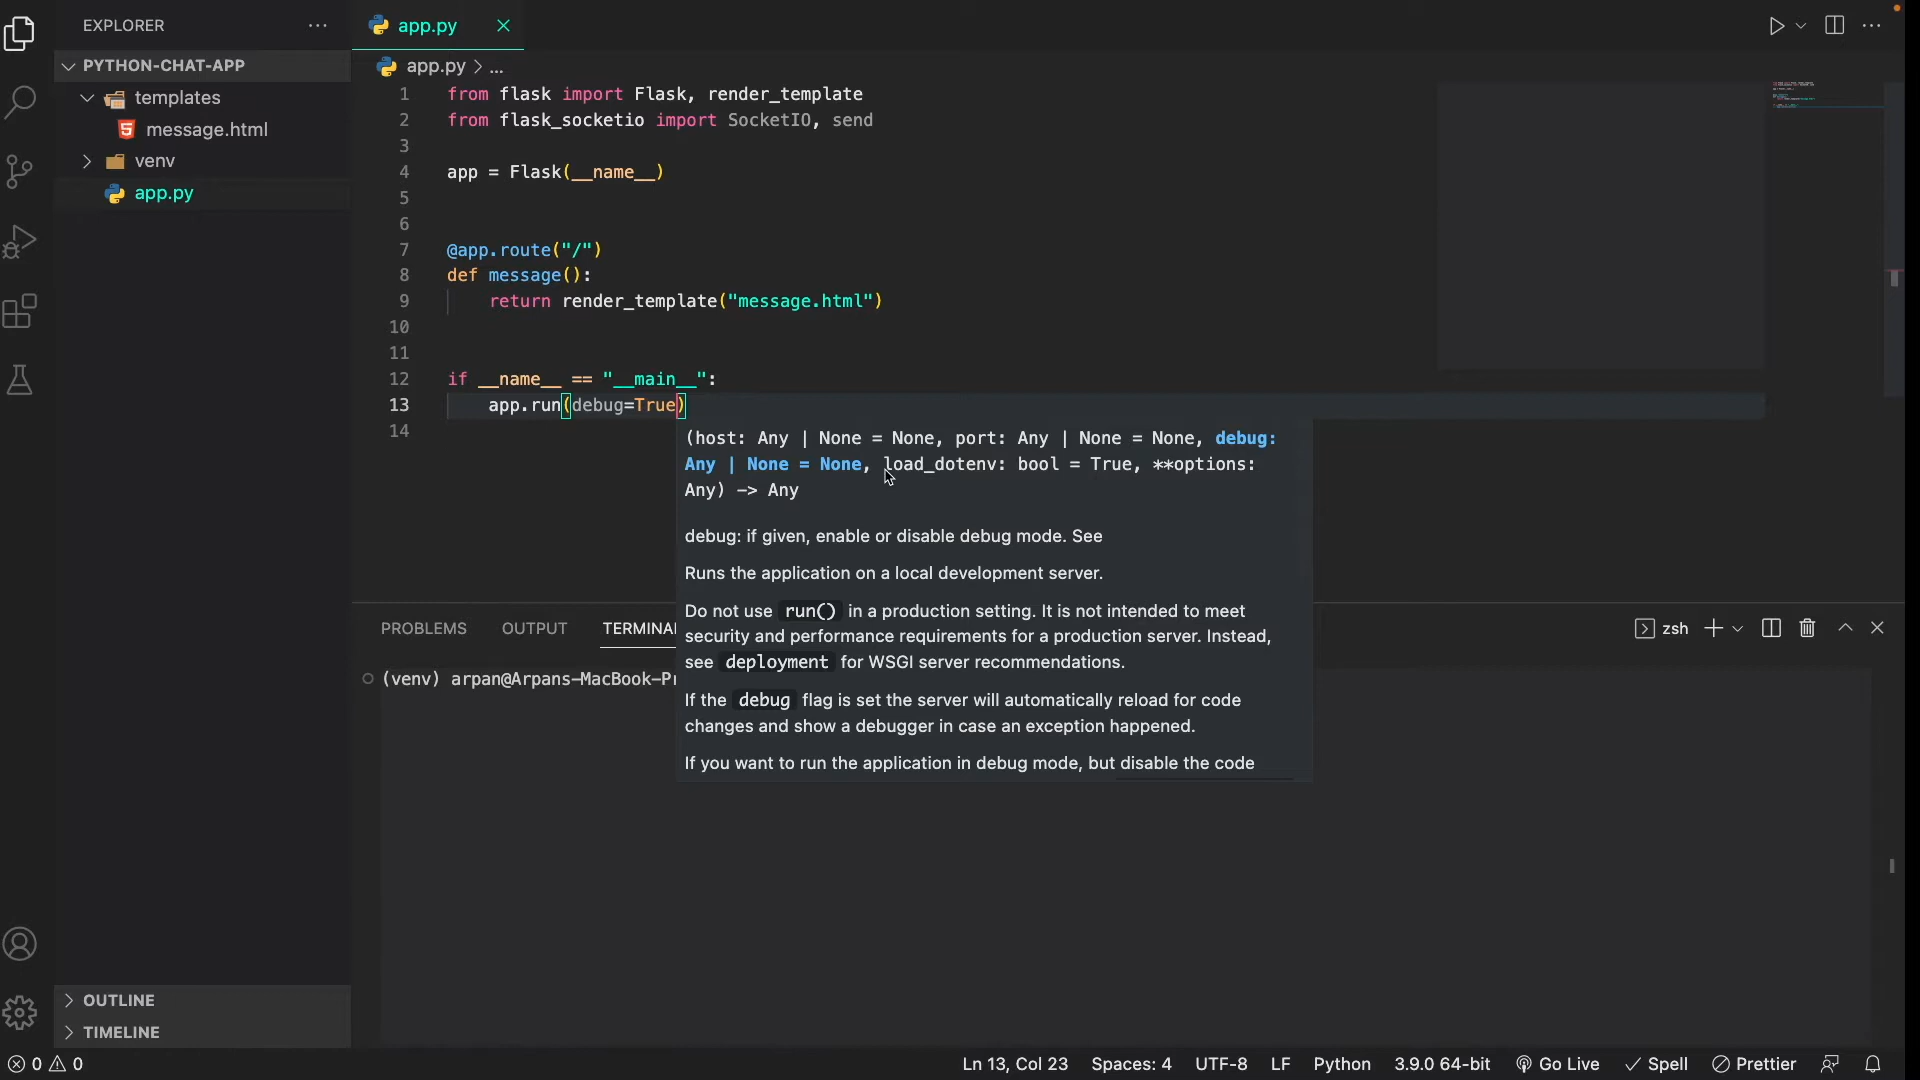 EXPLORER
PYTHON-CHAT-APP
templates
message.html
venv
app.py
OUTLINE
TIMELINE
app.py
app.py > ...
1 from flask import Flask, render_template
2 from flask_socketio import SocketIO, send
3
4 app = Flask(__name__)
5
6
7 @app.route("/")
8 def message():
9 return render_template("message.html")
10
11
12 if __name__ == "__main__":
13 app.run(debug=True)
14
(host: Any | None = None, port: Any | None = None, debug:
Any | None = None, load_dotenv: bool = True, **options:
Any) -> Any
debug: if given, enable or disable debug mode. See
Runs the application on a local development server.
Do not use run() in a production setting. It is not intended to meet
security and performance requirements for a production server. Instead,
see deployment for WSGI server recommendations.
If the debug flag is set the server will automatically reload for code
changes and show a debugger in case an exception happened.
If you want to run the application in debug mode, but disable the code
PROBLEMS OUTPUT TERMINA
zsh
(venv) arpan@Arpans-MacBook-P
0 0
Ln 13, Col 23 Spaces: 4 UTF-8 LF Python 3.9.0 64-bit Go Live Spell Prettier